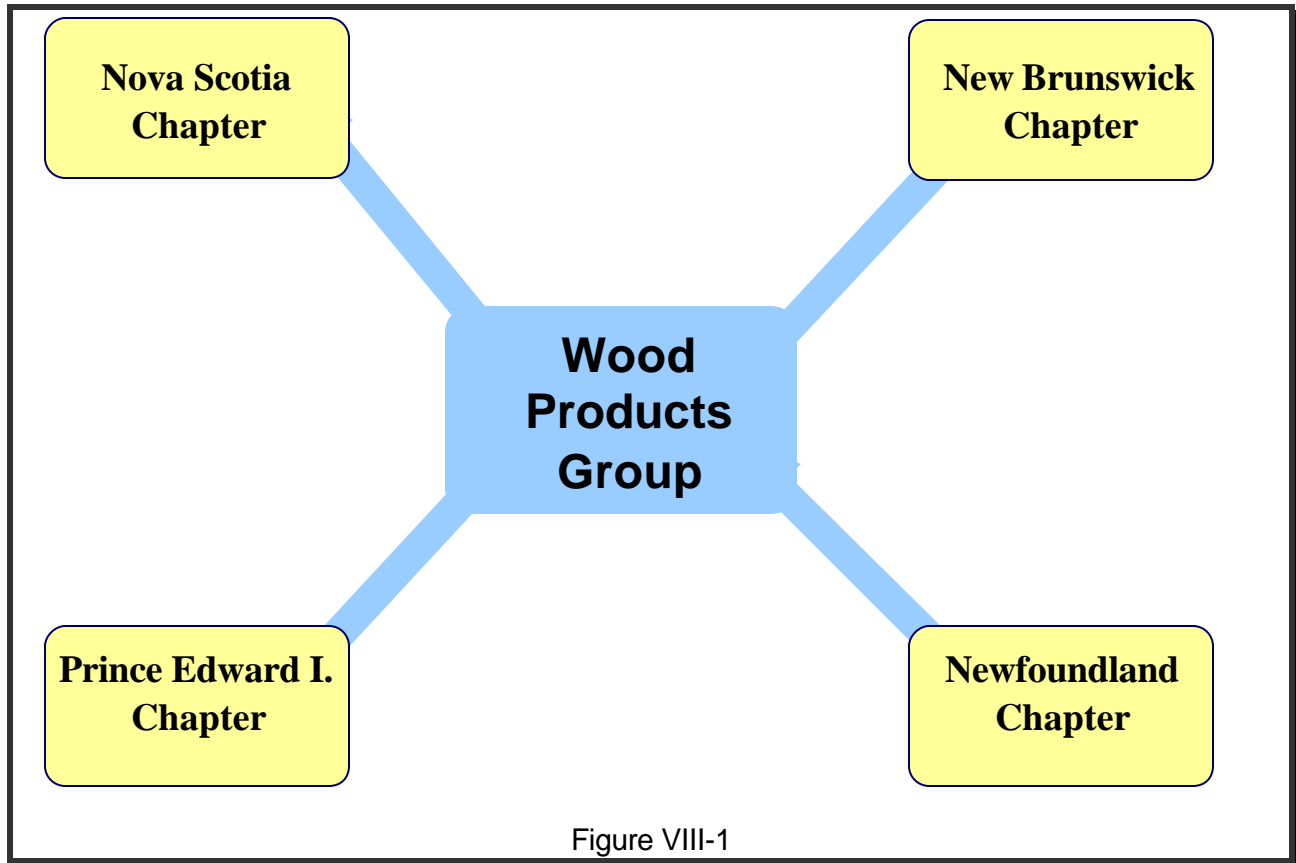 Nova Scotia
Chapter
New Brunswick
Chapter
Wood
Products
Group
Prince Edward I.
Chapter
Newfoundland
Chapter
Figure VIII-1